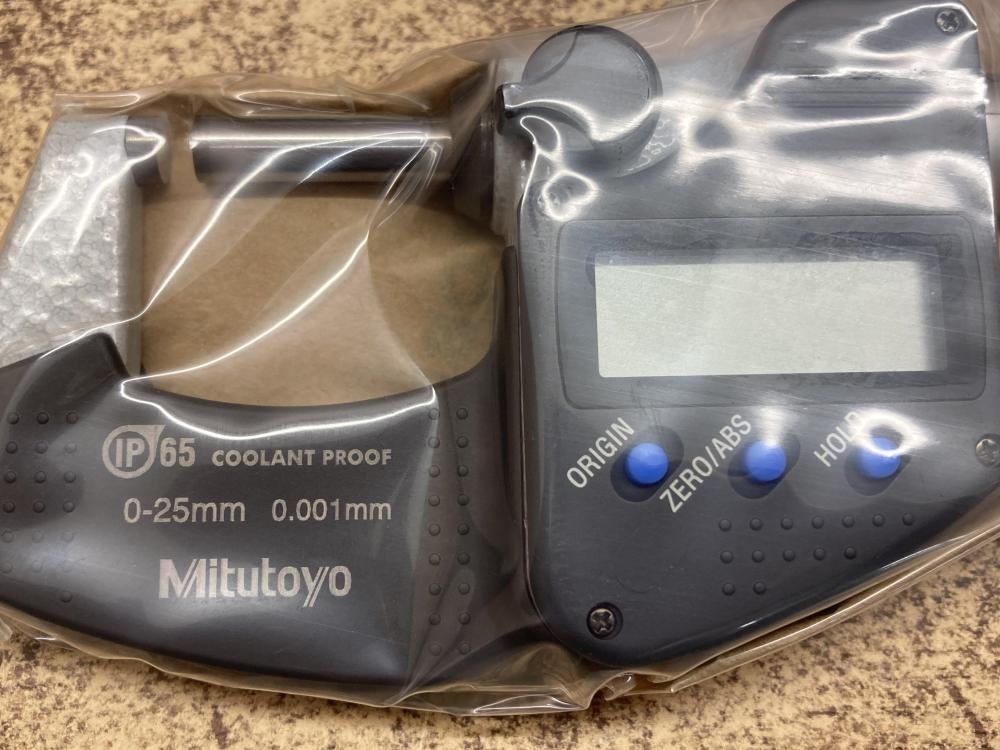 IP65 COOLANT PROOF
0-25mm 0.001mm
Mitutoyo
ORIGIN
ZERO/ABS
HOLD